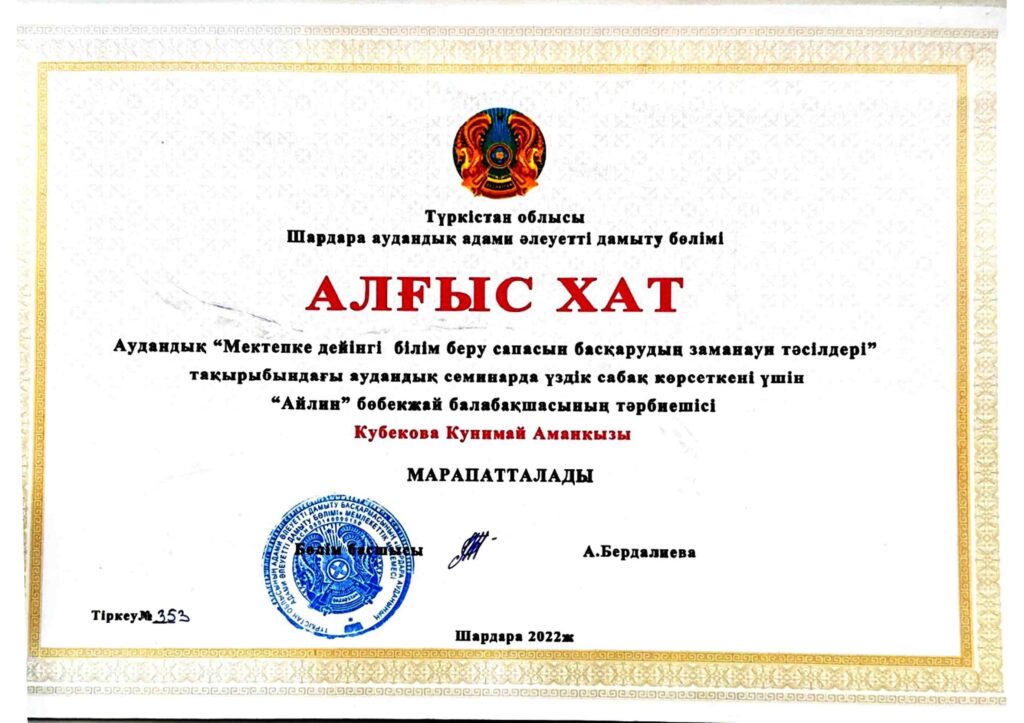 Түркістан облысы
Шардара аудандық адами әлеуетті дамыту бөлімі
АЛҒЫС ХАТ
Аудандық “Мектепке дейінгі білім беру сапасын басқарудың заманауи тәсілдері”
тақырыбындағы аудандық семинарда үздік сабақ көрсеткені үшін
“Айлин” бөбекжай балабақшасының тәрбиешісі
Кубекова Кунимай Аманкызы
МАРАПАТТАЛАДЫ
Бөлім басшысы
А.Бердалиева
Тіркеу№ 353
Шардара 2022ж